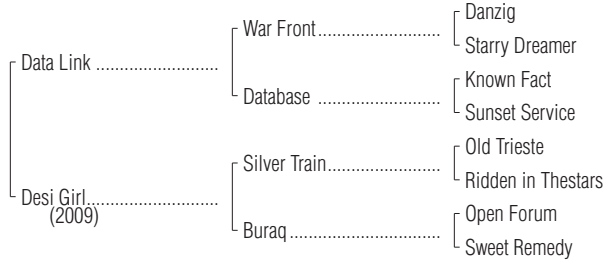 Danzig
War Front..............................
Starry Dreamer
Data Link ..............................
Known Fact
Database ..............................
Sunset Service
Old Trieste
Silver Train............................
Ridden in Thestars
Desi Girl................................
(2009)
Open Forum
Buraq ....................................
Sweet Remedy